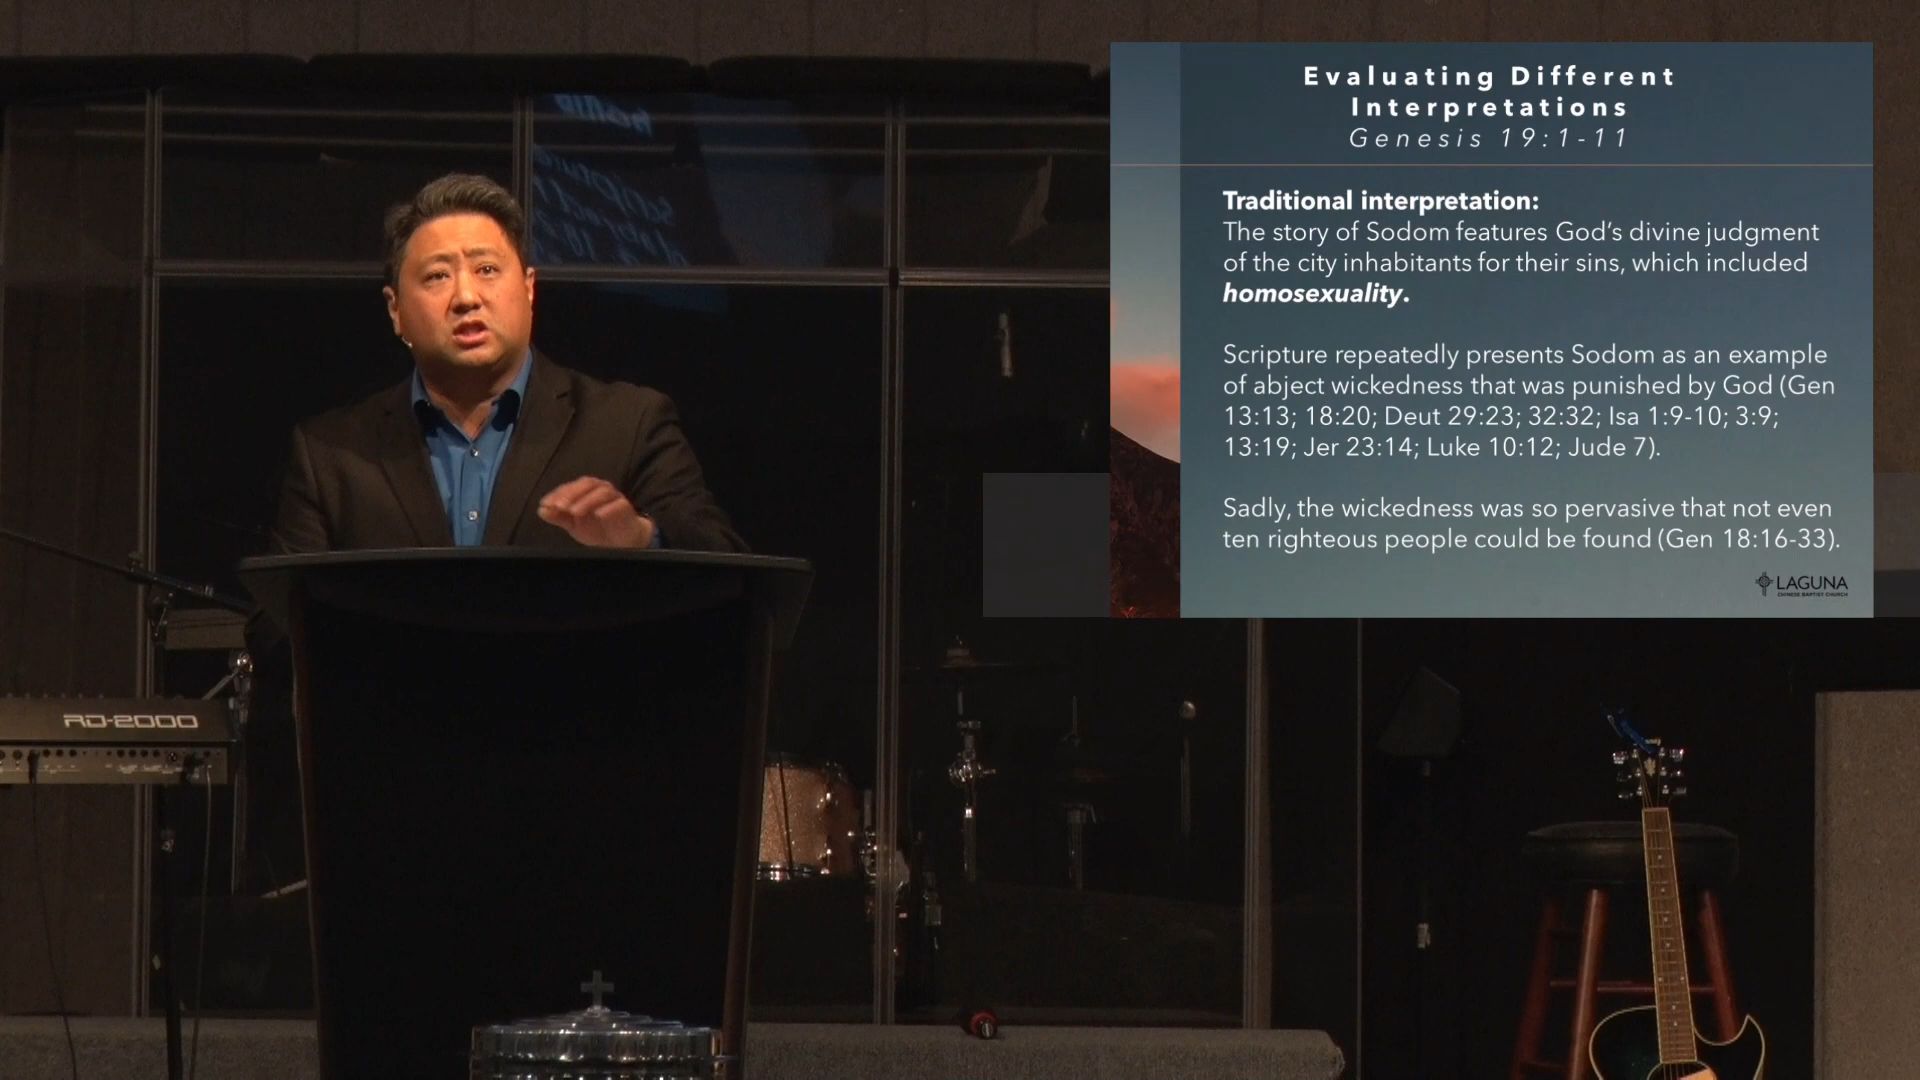 Evaluating Different
Interpretations
Genesis 19:1-11
Traditional interpretation:
The story of Sodom features God's divine judgment
of the city inhabitants for their sins, which included
homosexuality.
Scripture repeatedly presents Sodom as an example
of abject wickedness that was punished by God (Gen
13:13; 18:20; Deut 29:23; 32:32; Isa 1:9-10; 3:9;
13:19; Jer 23:14; Luke 10:12; Jude 7).
Sadly, the wickedness was so pervasive that not even
ten righteous people could be found (Gen 18:16-33).
LAGUNA
CHINESE BAPTIST CHURCH
RD-2000